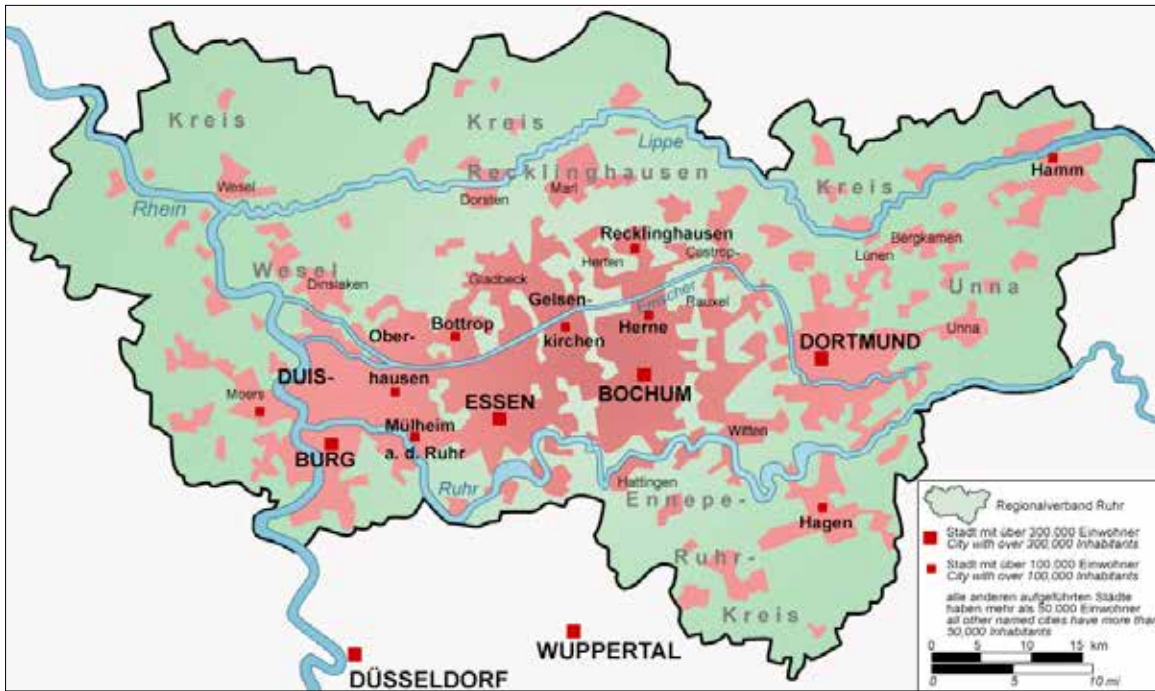 Kreis
Kreis
Lippe
Hamm
Recklinghausen
Wesel
Marl
Kreis
Dorsten
Rhein
Recklinghausen
Bergkamen
Castrop-
Lünen
Herten
Wesel
Gladbeck
Dinslaken
Unna
Gelsen-
Emscher
Rauxel
Ober-
Bottrop
Herne
Unna
kirchen
DORTMUND
DUIS-
hausen
BOCHUM
Moers
ESSEN
Mülheim
Witten
BURG
a. d. Ruhr
Ruhr
Hattingen
Ennepe-
Hagen
Ruhr-
Kreis
WUPPERTAL
DÜSSELDORF
Regionalverband Ruhr
Stadt mit über 300.000 Einwohner
City with over 300,000 Inhabitants
Stadt mit über 100.000 Einwohner
City with over 100,000 Inhabitants
alle anderen aufgeführten Städte
haben mehr als 50.000 Einwohner
all other named cities have more than
50,000 Inhabitants
0 5 10 15 km
0 5 10 mi